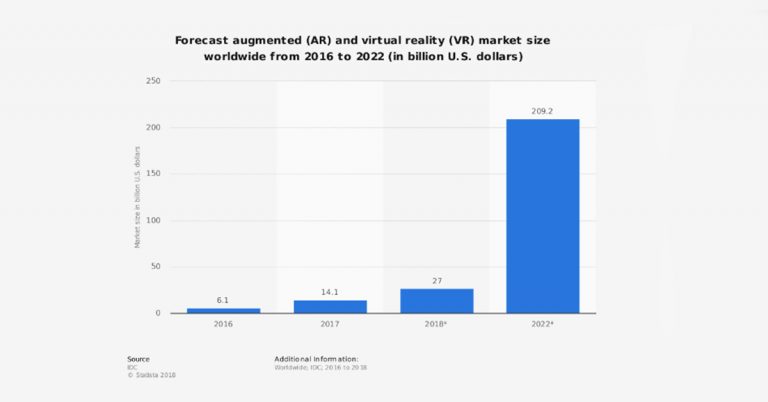 Forecast augmented (AR) and virtual reality (VR) market size
worldwide from 2016 to 2022 (in billion U.S. dollars)
Market size in billion U.S. dollars
250
200
150
100
50
0
6.1
14.1
27
209.2
2016
2017
2018*
2022*
Source
IDC
© Statista 2018
Additional Information:
Worldwide; IDC; 2016 to 2018